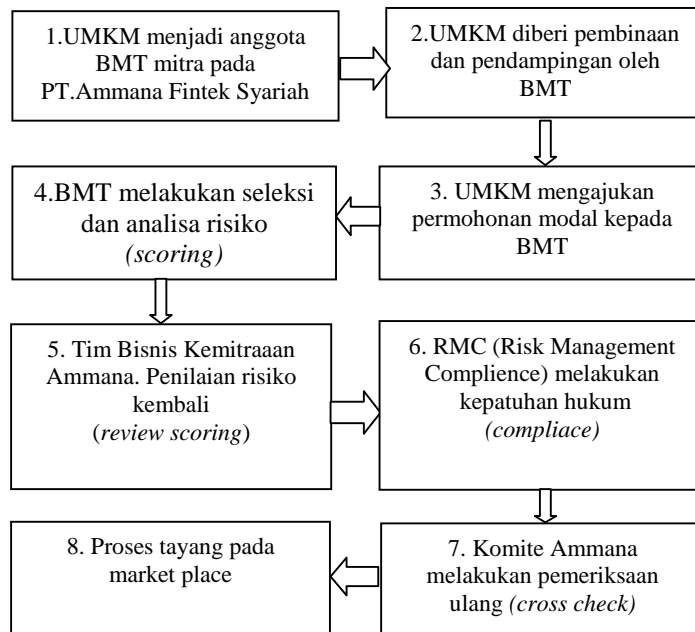 1.UMKM menjadi anggota
BMT mitra pada
PT.Ammana Fintek Syariah
2.UMKM diberi pembinaan
dan pendampingan oleh
BMT
3. UMKM mengajukan
permohonan modal kepada
BMT
4.BMT melakukan seleksi
dan analisa risiko
(scoring)
5. Tim Bisnis Kemitraaan
Ammana. Penilaian risiko
kembali
(review scoring)
6. RMC (Risk Management
Complience) melakukan
kepatuhan hukum
(compliace)
7. Komite Ammana
melakukan pemeriksaan
ulang (cross check)
8. Proses tayang pada
market place